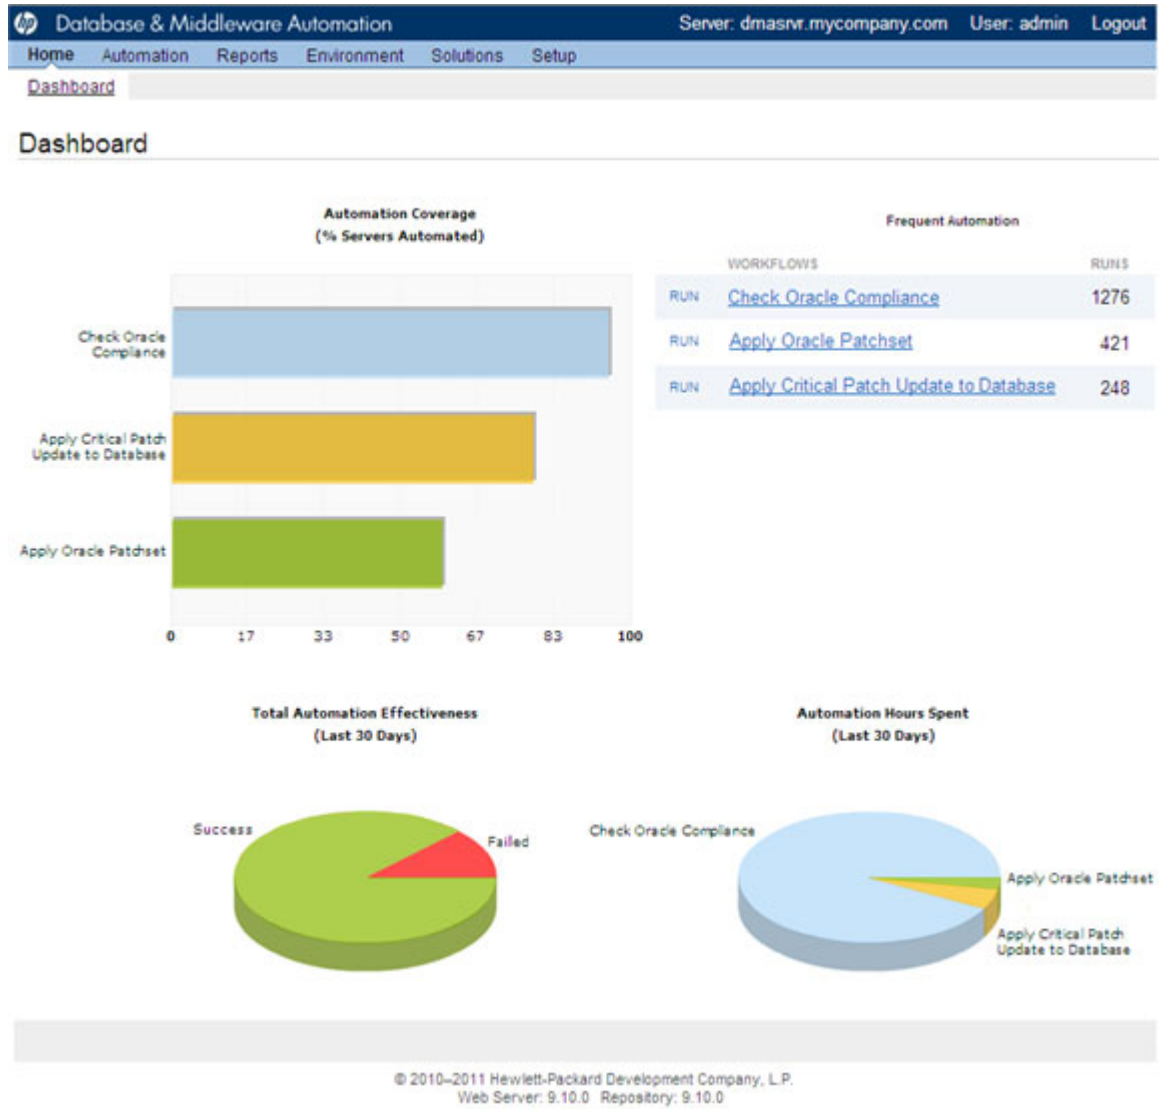 hp Database & Middleware Automation Server: dmasrvr.mycompany.com User: admin Logout
Home Automation Reports Environment Solutions Setup
Dashboard
Dashboard
Automation Coverage
(% Servers Automated)
Check Oracle
Compliance
Apply Critical Patch
Update to Database
Apply Oracle Patchset
0 17 33 50 67 83 100
Frequent Automation
WORKFLOWS RUNS
RUN Check Oracle Compliance 1276
RUN Apply Oracle Patchset 421
RUN Apply Critical Patch Update to Database 248
Total Automation Effectiveness
(Last 30 Days)
Success
Failed
Automation Hours Spent
(Last 30 Days)
Check Oracle Compliance
Apply Oracle Patchset
Apply Critical Patch
Update to Database
© 2010–2011 Hewlett-Packard Development Company, L.P.
Web Server: 9.10.0 Repository: 9.10.0